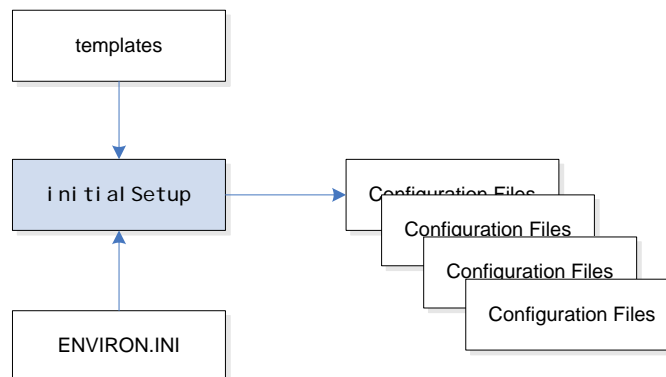 templates
initialSetup
Configuration Files
Configuration Files
Configuration Files
Configuration Files
ENVIRON.INI